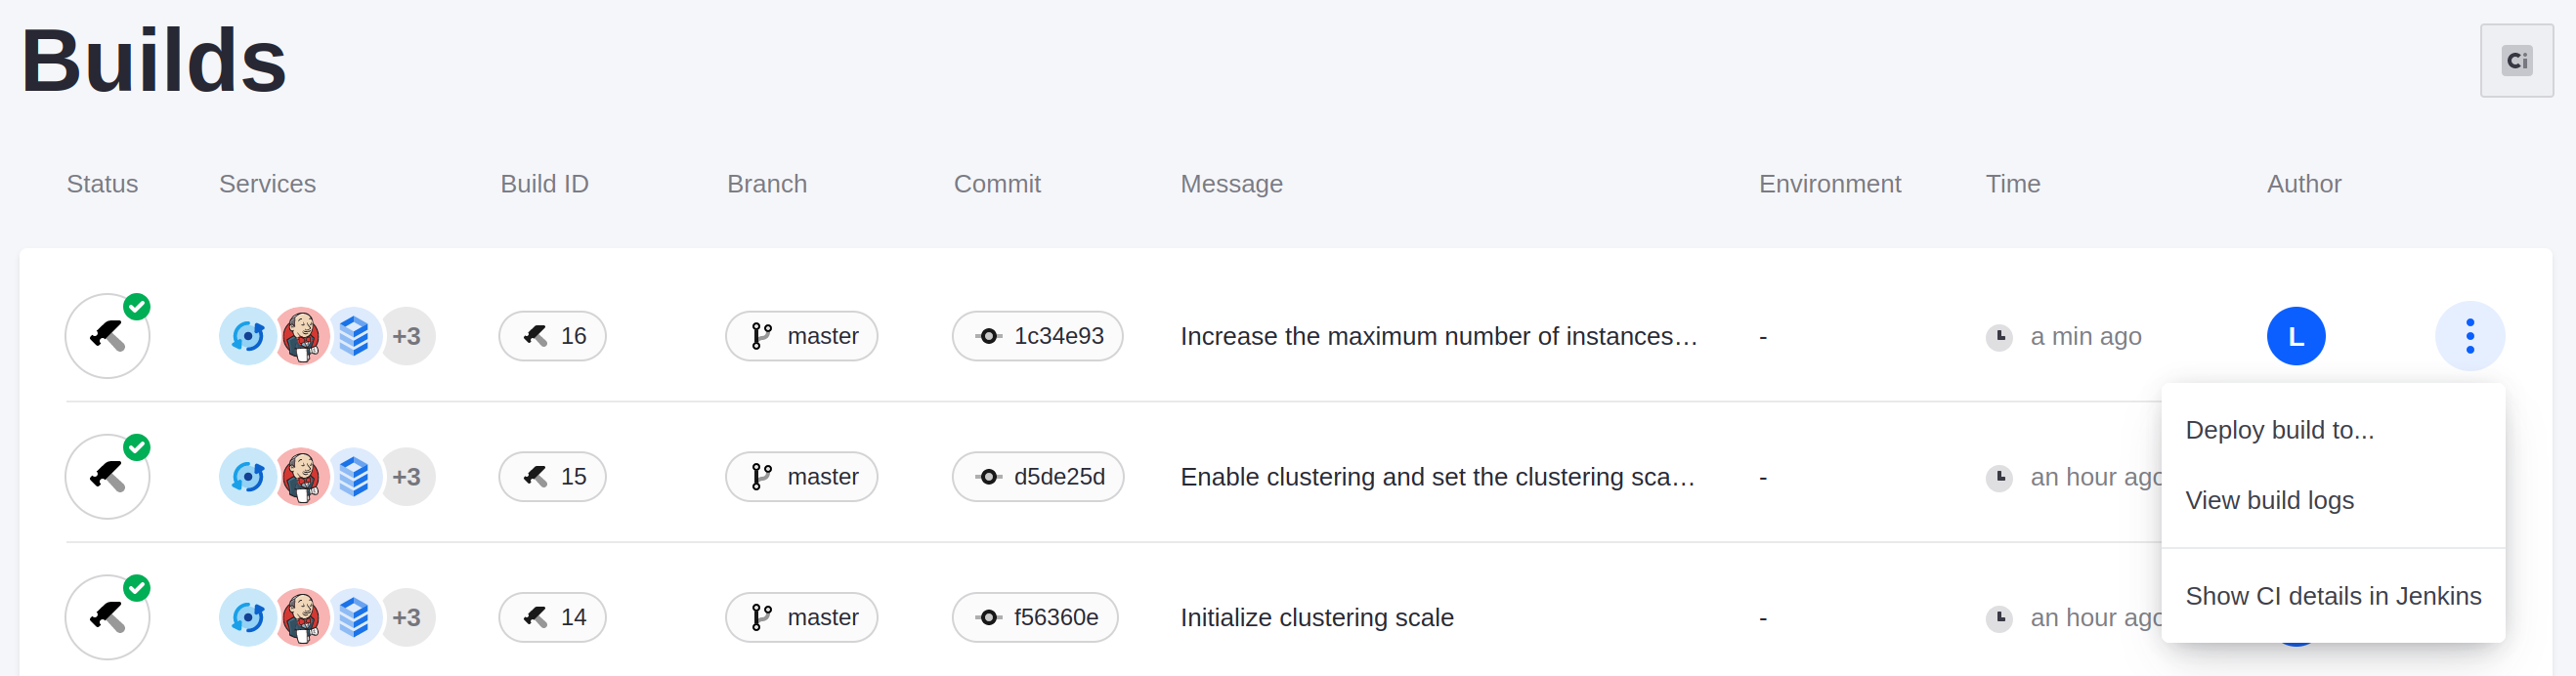 Builds
Ci
Status Services Build ID Branch Commit Message Environment Time Author
+3 16 master 1c34e93 Increase the maximum number of instances… - a min ago L
Deploy build to...
+3 15 master d5de25d Enable clustering and set the clustering sca… - an hour ago
View build logs
Show CI details in Jenkins
+3 14 master f56360e Initialize clustering scale - an hour ago